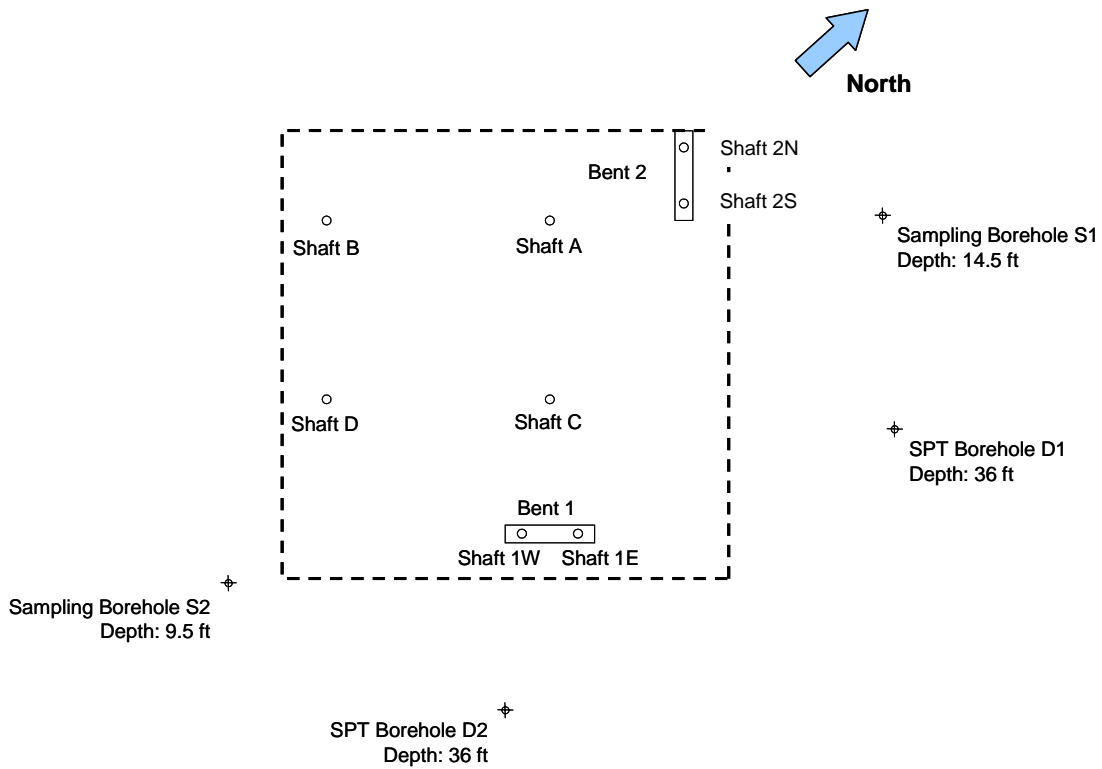 North
Shaft 2N
Bent 2
Shaft 2S
Shaft B
Shaft A
Sampling Borehole S1
Depth: 14.5 ft
Shaft D
Shaft C
SPT Borehole D1
Depth: 36 ft
Bent 1
Shaft 1W
Shaft 1E
Sampling Borehole S2
Depth: 9.5 ft
SPT Borehole D2
Depth: 36 ft